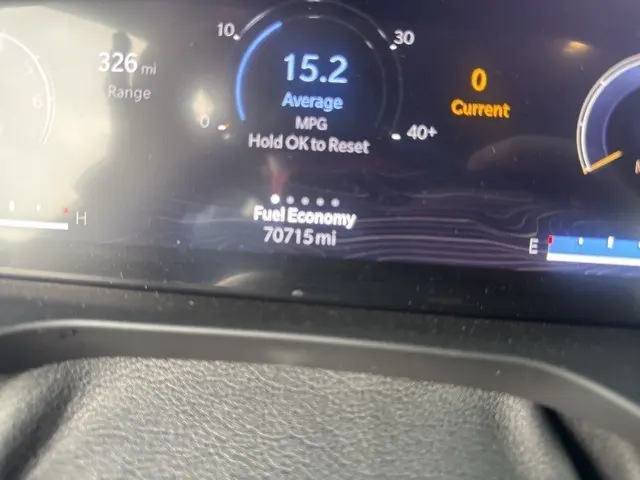 10
30
326 mi
15.2
0
Range
6
Average
Current
MPG
0
40+
Hold OK to Reset
H
Fuel Economy
70715 mi
E